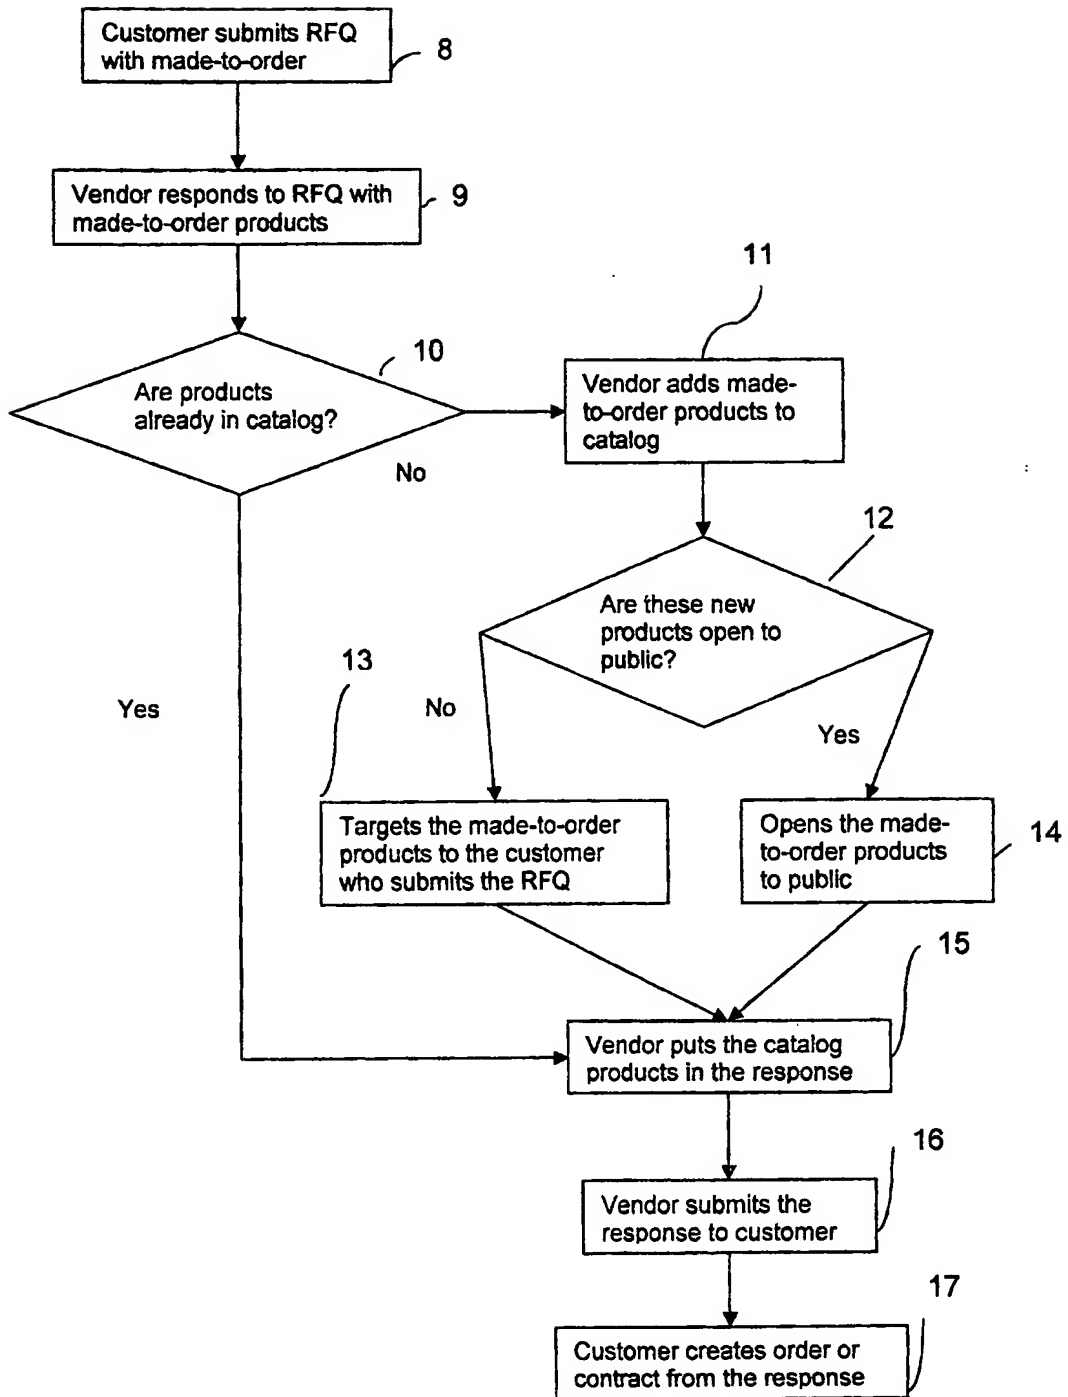 Customer submits RFQ
with made-to-order
8
Vendor responds to RFQ with
made-to-order products
9
10
Are products
already in catalog?
No
Yes
11
Vendor adds made-
to-order products to
catalog
12
Are these new
products open to
public?
No
Yes
13
Targets the made-to-order
products to the customer
who submits the RFQ
Opens the made-
to-order products
to public
14
15
Vendor puts the catalog
products in the response
16
Vendor submits the
response to customer
17
Customer creates order or
contract from the response